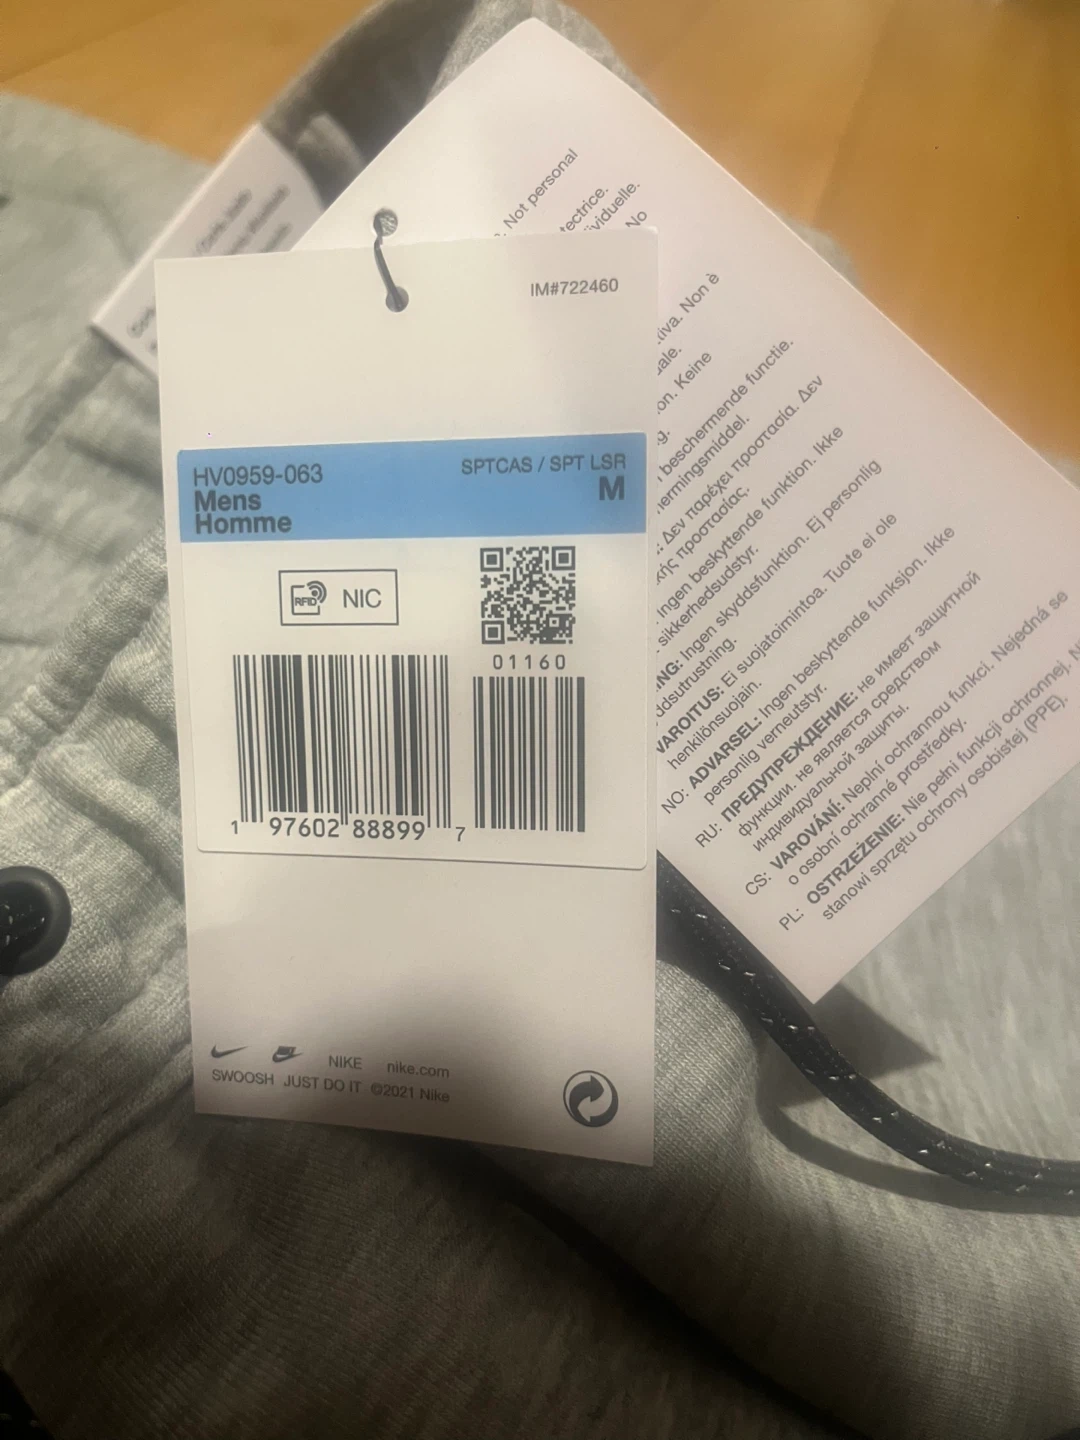 IM#722460
HV0959-063
SPTCAS / SPT LSR
Mens
M
Homme
RFID
NIC
01160
1 97602 88899 7
NIKE nike.com
SWOOSH JUST DO IT ©2021 Nike
. Not personal
tectrice.
ividuelle.
No
tiva. Non è
ale.
on. Keine
g.
beschermende functie.
hermingsmiddel.
: Δεν παρέχει προστασία. Δεν
κής προστασίας.
Ingen beskyttende funktion. Ikke
sikkerhedsudstyr.
NG: Ingen skyddsfunktion. Ej personlig
ddsutrustning.
VAROITUS: Ei suojatoimintoa. Tuote ei ole
henkilönsuojain.
NO: ADVARSEL: Ingen beskyttende funksjon. Ikke
personlig verneutstyr.
RU: ПРЕДУПРЕЖДЕНИЕ: не имеет защитной
функции. не является средством
индивидуальной защиты.
CS: VAROVÁNÍ: Neplní ochrannou funkci. Nejedná se
o osobní ochranné prostředky.
PL: OSTRZEŻENIE: Nie pełni funkcji ochronnej. N
stanowi sprzętu ochrony osobistej (PPE).